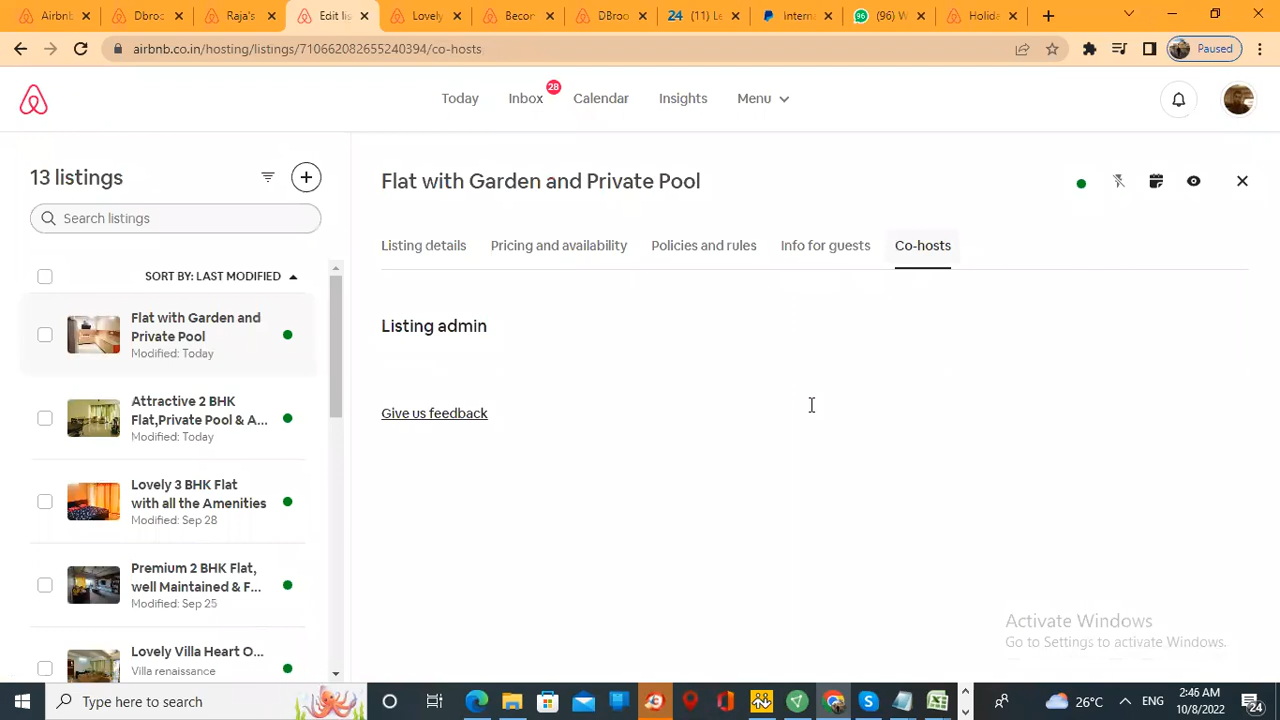 Airbn
Dbroc
Raja's
Edit lis
Lovely
Becor
DBroo
24 (11) Le
Intern
(96) W
Holida
airbnb.co.in/hosting/listings/710662082655240394/co-hosts
Paused
Today
Inbox
28
Calendar
Insights
Menu
13 listings
Search listings
SORT BY: LAST MODIFIED
Flat with Garden and
Private Pool
Modified: Today
Attractive 2 BHK
Flat,Private Pool & A...
Modified: Today
Lovely 3 BHK Flat
with all the Amenities
Modified: Sep 28
Premium 2 BHK Flat,
well Maintained & F...
Modified: Sep 25
Lovely Villa Heart O...
Villa renaissance
Flat with Garden and Private Pool
Listing details
Pricing and availability
Policies and rules
Info for guests
Co-hosts
Listing admin
Give us feedback
Activate Windows
Go to Settings to activate Windows.
Type here to search
26°C
ENG
2:46 AM
10/8/2022
24